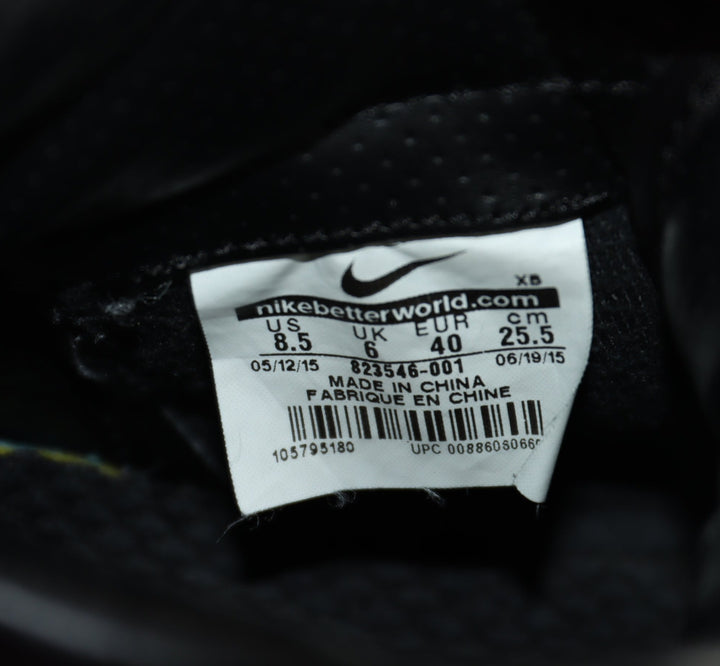 XB
nikebetterworld.com
US UK EUR cm
8.5 6 40 25.5
05/12/15 823546-001 06/19/15
MADE IN CHINA
FABRIQUE EN CHINE
105795180 UPC